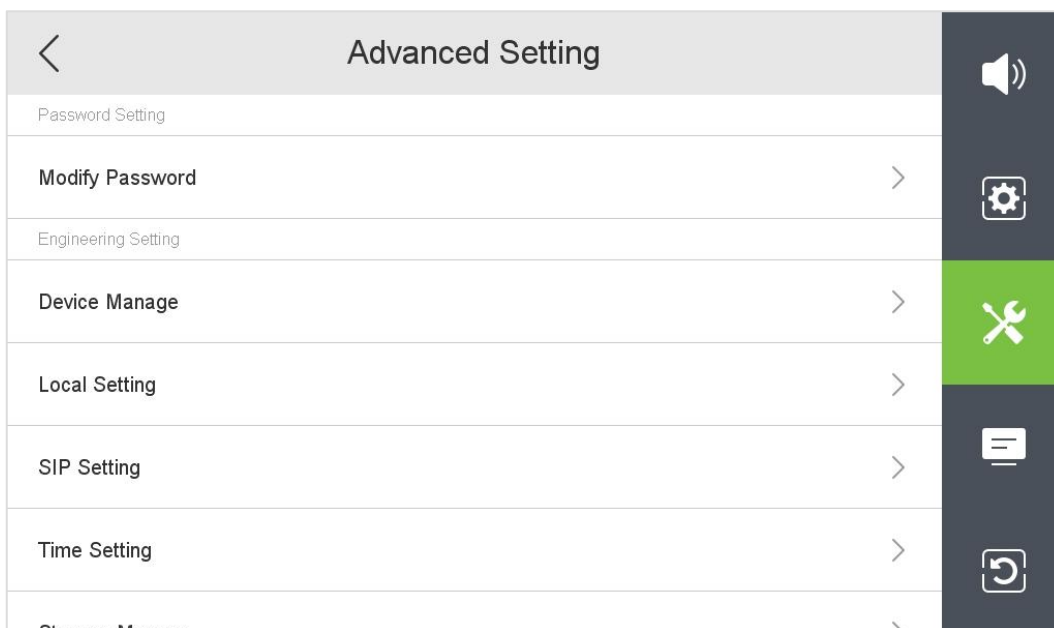 Advanced Setting
Password Setting
Modify Password
Engineering Setting
Device Manage
Local Setting
SIP Setting
Time Setting